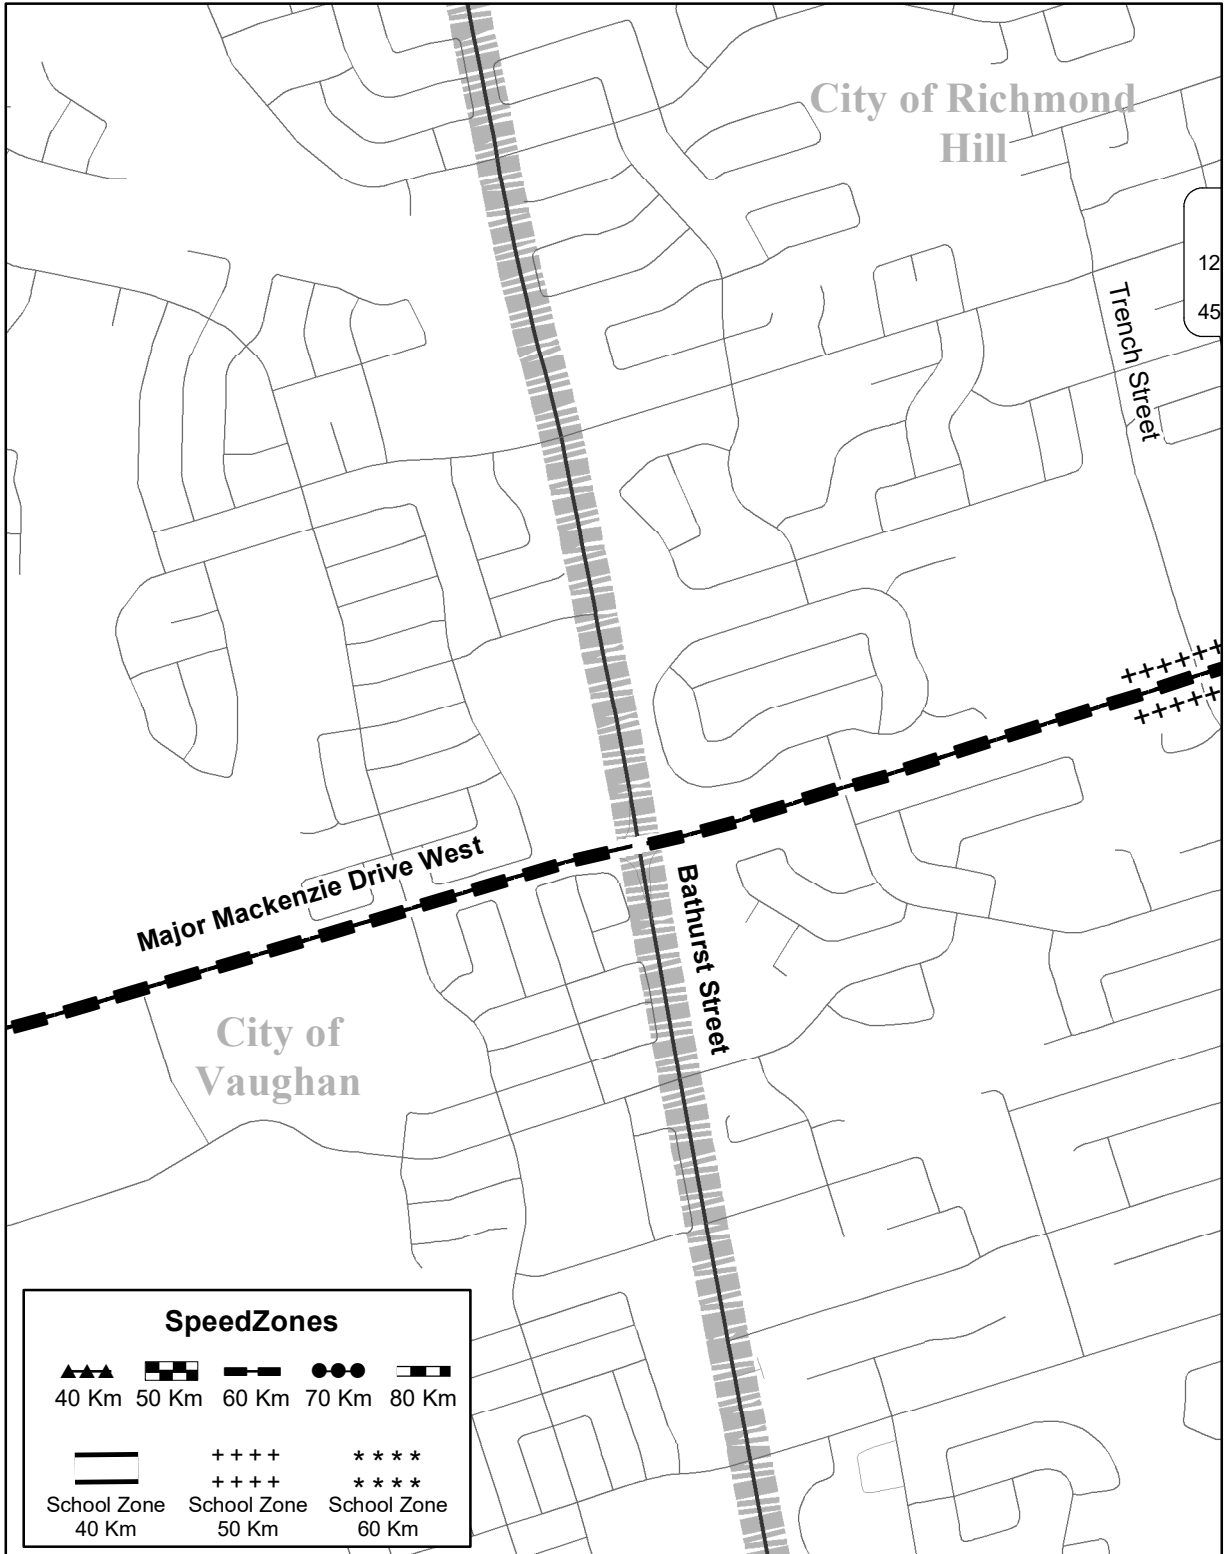 City of Richmond
Hill
12
45
Trench Street
Major Mackenzie Drive West
Bathurst Street
City of
Vaughan
SpeedZones
40 Km 50 Km 60 Km 70 Km 80 Km
++++ ****
++++ ****
School Zone School Zone School Zone
40 Km 50 Km 60 Km